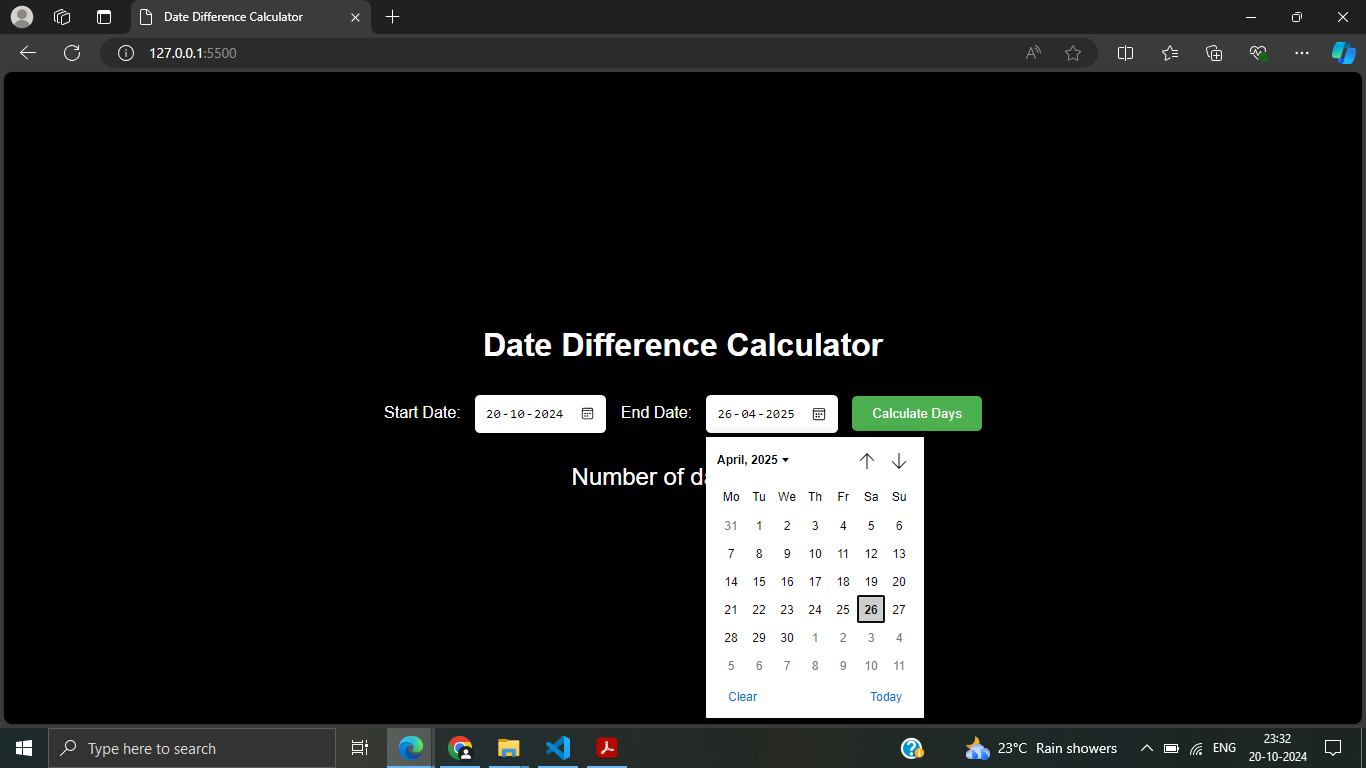 Date Difference Calculator
127.0.0.1:5500
Date Difference Calculator
Start Date: 20-10-2024 End Date: 26-04-2025 Calculate Days
Number of da
April, 2025
Mo Tu We Th Fr Sa Su
31 1 2 3 4 5 6
7 8 9 10 11 12 13
14 15 16 17 18 19 20
21 22 23 24 25 26 27
28 29 30 1 2 3 4
5 6 7 8 9 10 11
Clear Today
Type here to search
23°C Rain showers
ENG
23:32
20-10-2024